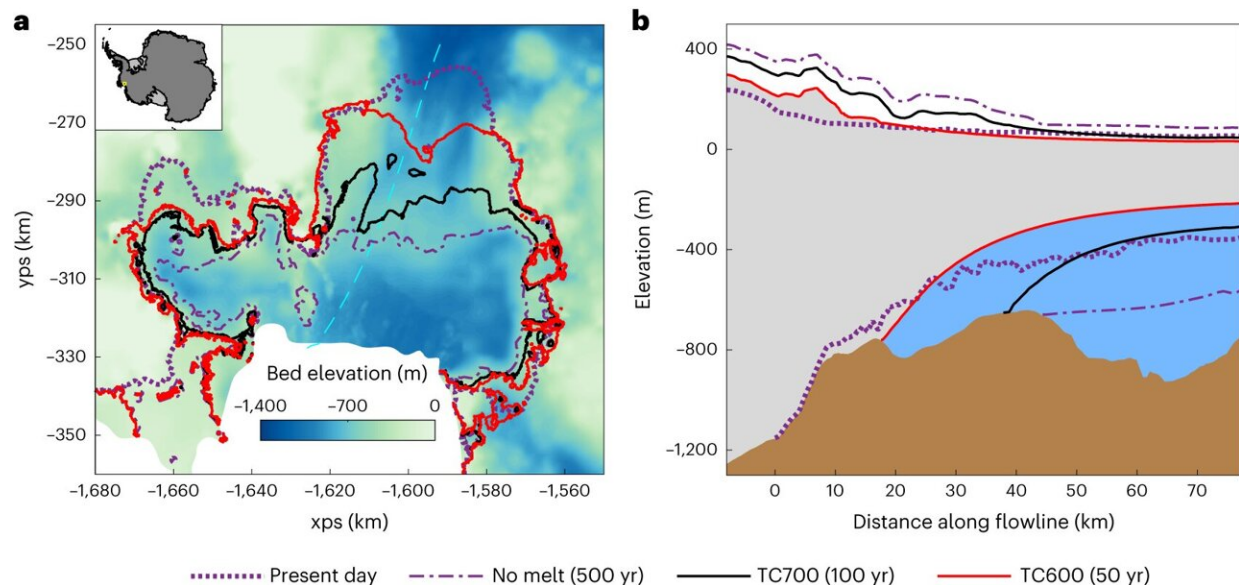 a
−250
−270
−290
−310
−330
−350
yps (km)
Bed elevation (m)
−1,400 −700 0
−1,680 −1,660 −1,640 −1,620 −1,600 −1,580 −1,560
xps (km)
b
400
0
−400
−800
−1,200
Elevation (m)
0 10 20 30 40 50 60 70
Distance along flowline (km)
Present day No melt (500 yr) TC700 (100 yr) TC600 (50 yr)